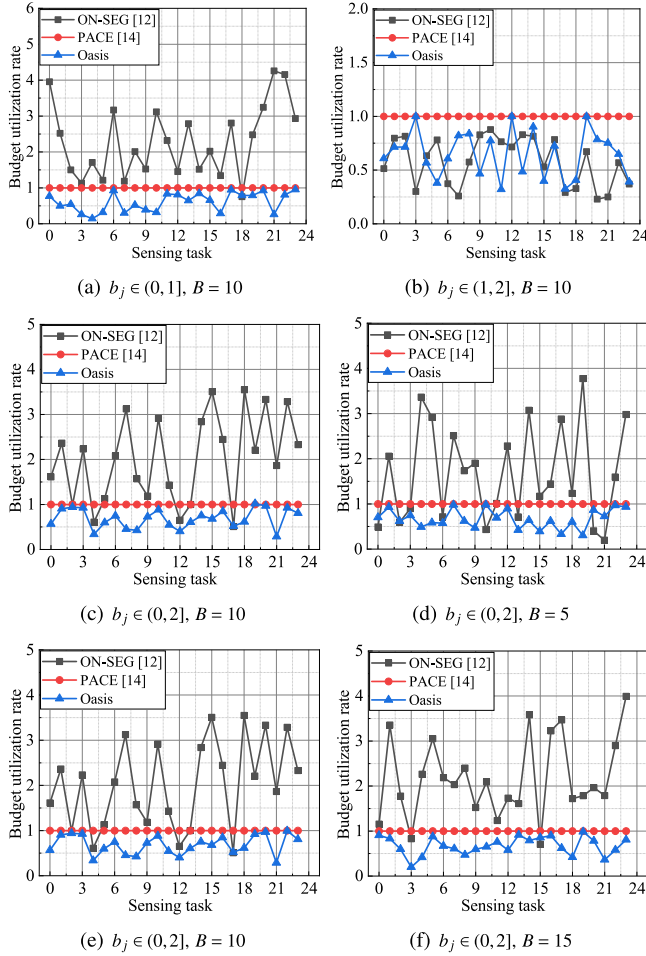 6
5
4
3
2
1
0
Budget utilization rate
ON-SEG [12]
PACE [14]
Oasis
0 3 6 9 12 15 18 21 24
Sensing task
(a) b_j ∈ (0, 1], B = 10
2.0
1.5
1.0
0.5
0.0
Budget utilization rate
ON-SEG [12]
PACE [14]
Oasis
0 3 6 9 12 15 18 21 24
Sensing task
(b) b_j ∈ (1, 2], B = 10
5
4
3
2
1
0
Budget utilization rate
ON-SEG [12]
PACE [14]
Oasis
0 3 6 9 12 15 18 21 24
Sensing task
(c) b_j ∈ (0, 2], B = 10
5
4
3
2
1
0
Budget utilization rate
ON-SEG [12]
PACE [14]
Oasis
0 3 6 9 12 15 18 21 24
Sensing task
(d) b_j ∈ (0, 2], B = 5
5
4
3
2
1
0
Budget utilization rate
ON-SEG [12]
PACE [14]
Oasis
0 3 6 9 12 15 18 21 24
Sensing task
(e) b_j ∈ (0, 2], B = 10
5
4
3
2
1
0
Budget utilization rate
ON-SEG [12]
PACE [14]
Oasis
0 3 6 9 12 15 18 21 24
Sensing task
(f) b_j ∈ (0, 2], B = 15